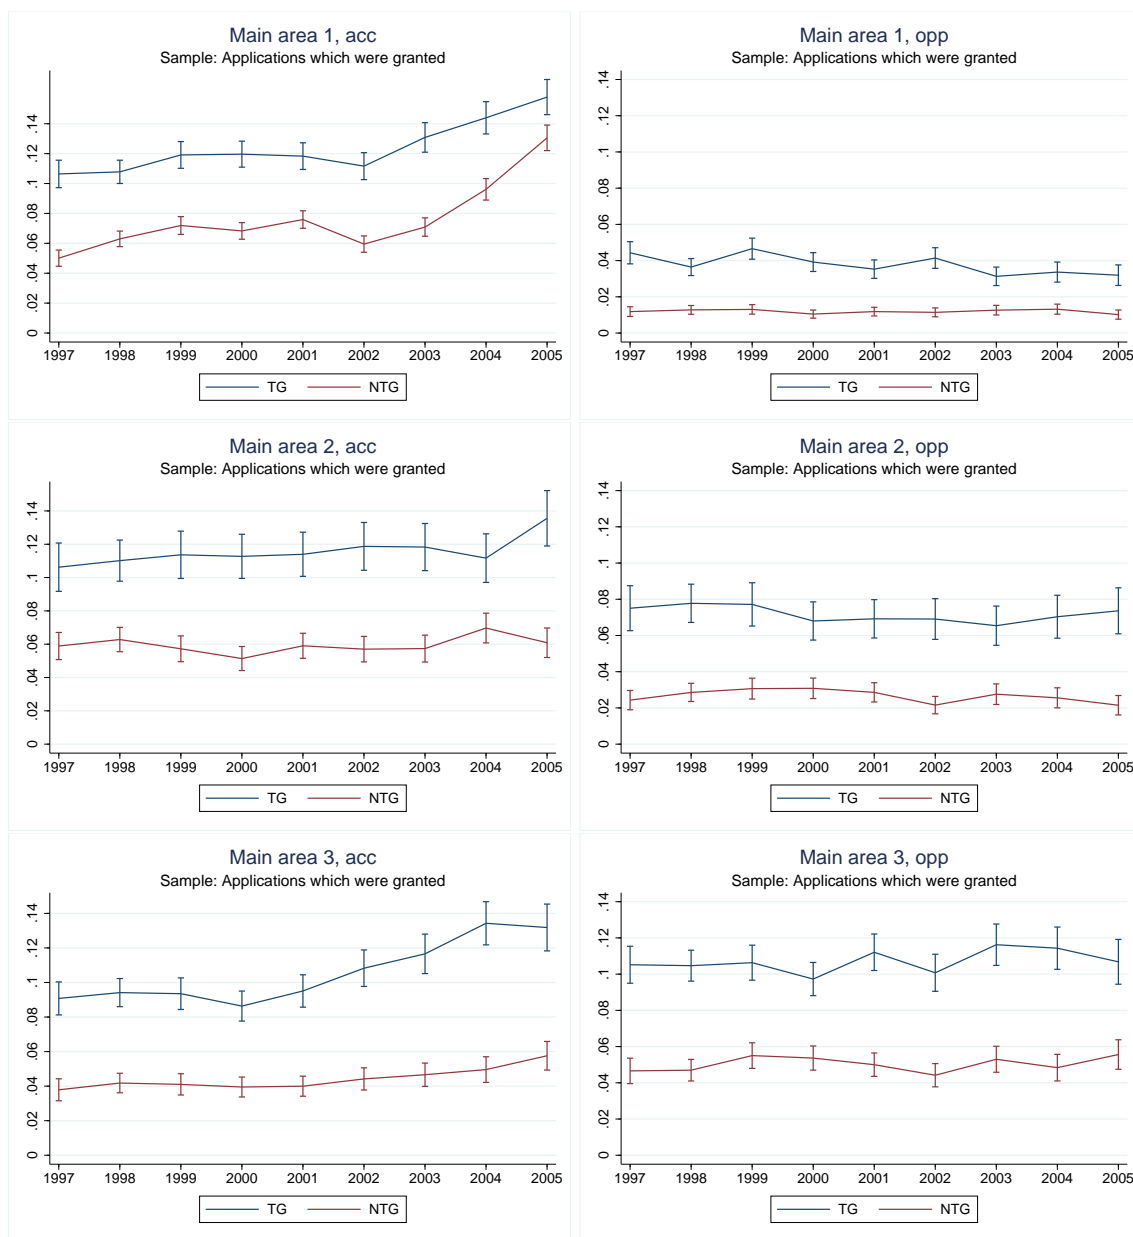 Main area 1, acc
Sample: Applications which were granted
.14
.12
.1
.08
.06
.04
.02
0
1997 1998 1999 2000 2001 2002 2003 2004 2005
TG NTG
Main area 1, opp
Sample: Applications which were granted
.14
.12
.1
.08
.06
.04
.02
0
1997 1998 1999 2000 2001 2002 2003 2004 2005
TG NTG
Main area 2, acc
Sample: Applications which were granted
.14
.12
.1
.08
.06
.04
.02
0
1997 1998 1999 2000 2001 2002 2003 2004 2005
TG NTG
Main area 2, opp
Sample: Applications which were granted
.14
.12
.1
.08
.06
.04
.02
0
1997 1998 1999 2000 2001 2002 2003 2004 2005
TG NTG
Main area 3, acc
Sample: Applications which were granted
.14
.12
.1
.08
.06
.04
.02
0
1997 1998 1999 2000 2001 2002 2003 2004 2005
TG NTG
Main area 3, opp
Sample: Applications which were granted
.14
.12
.1
.08
.06
.04
.02
0
1997 1998 1999 2000 2001 2002 2003 2004 2005
TG NTG